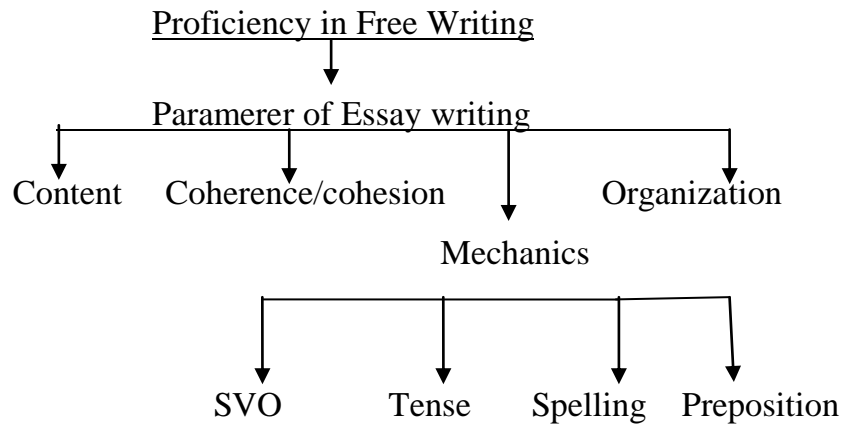 Proficiency in Free Writing
Paramerer of Essay writing
Content Coherence/cohesion Organization
Mechanics
SVO Tense Spelling Preposition